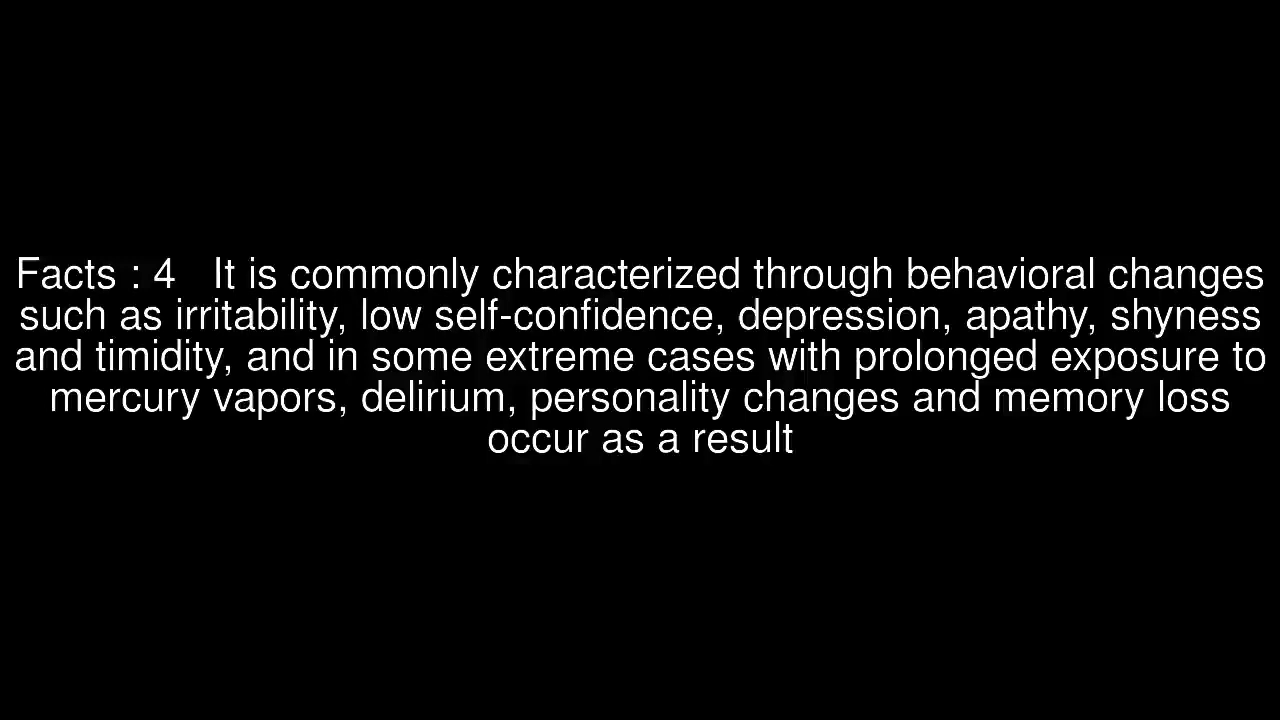 Facts : 4   It is commonly characterized through behavioral changes
such as irritability, low self-confidence, depression, apathy, shyness
and timidity, and in some extreme cases with prolonged exposure to
mercury vapors, delirium, personality changes and memory loss
occur as a result